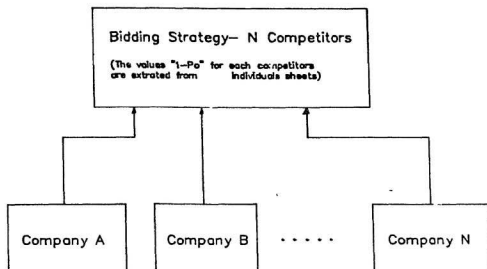 Bidding Strategy— N Competitors
(The values "1-Po" for each competitors
are extrated from individuals sheets)
Company A
Company B
.....
Company N